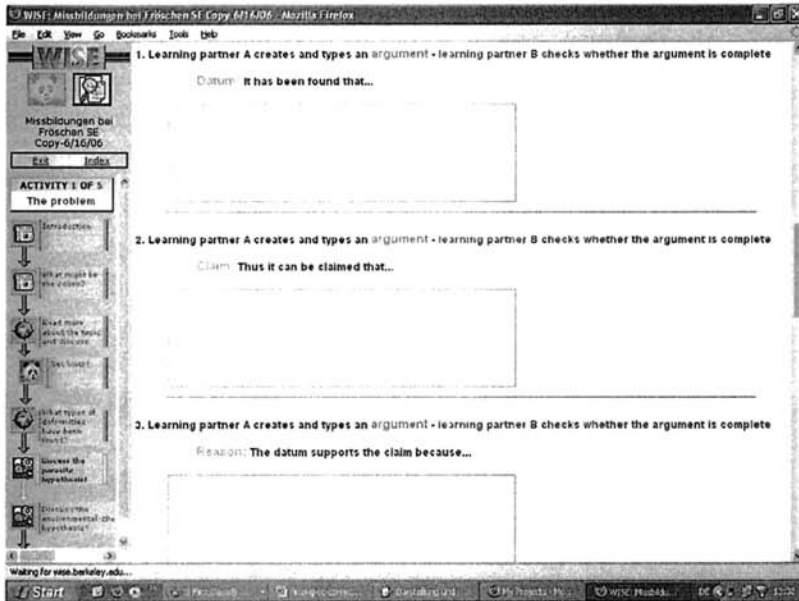 WISE: Missbildungen bei Fröschen SE Copy 6/16/06 - Mozilla Firefox
File Edit View Go Bookmarks Tools Help
WISE
Missbildungen bei
Fröschen SE
Copy-6/16/06
Exit Index
ACTIVITY 1 OF 5
The problem
Introduction
What might be
Read more
about the topic
and discuss
What types of
deformities
have been
found?
Discuss the
parasite
hypothesis!
Discuss the
hypothesis!
1. Learning partner A creates and types an argument - learning partner B checks whether the argument is complete
Datum: It has been found that...
2. Learning partner A creates and types an argument - learning partner B checks whether the argument is complete
Claim: Thus it can be claimed that...
3. Learning partner A creates and types an argument - learning partner B checks whether the argument is complete
Reason: The datum supports the claim because...
Waiting for wise.berkeley.edu...
Start
My Projects - Mo...
WISE: Missbild...
DE